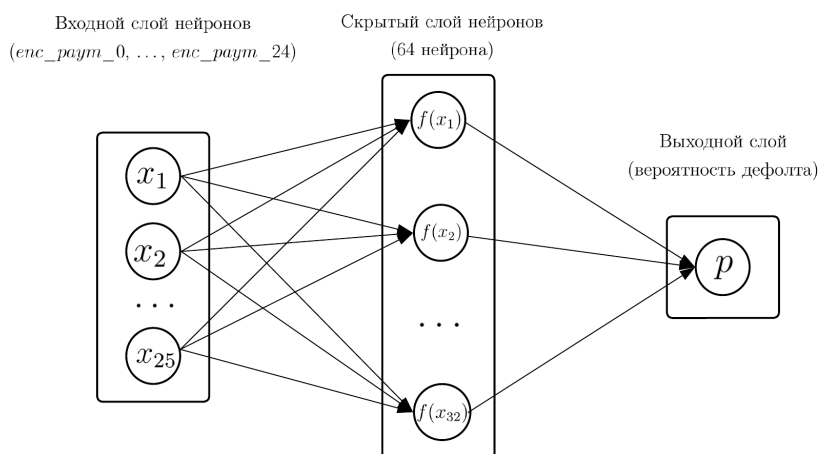 Входной слой нейронов
(enc_paym_0, ..., enc_paym_24)
Скрытый слой нейронов
(64 нейрона)
Выходной слой
(вероятность дефолта)
x₁
x₂
...
x₂₅
f(x₁)
f(x₂)
...
f(x₃₂)
p